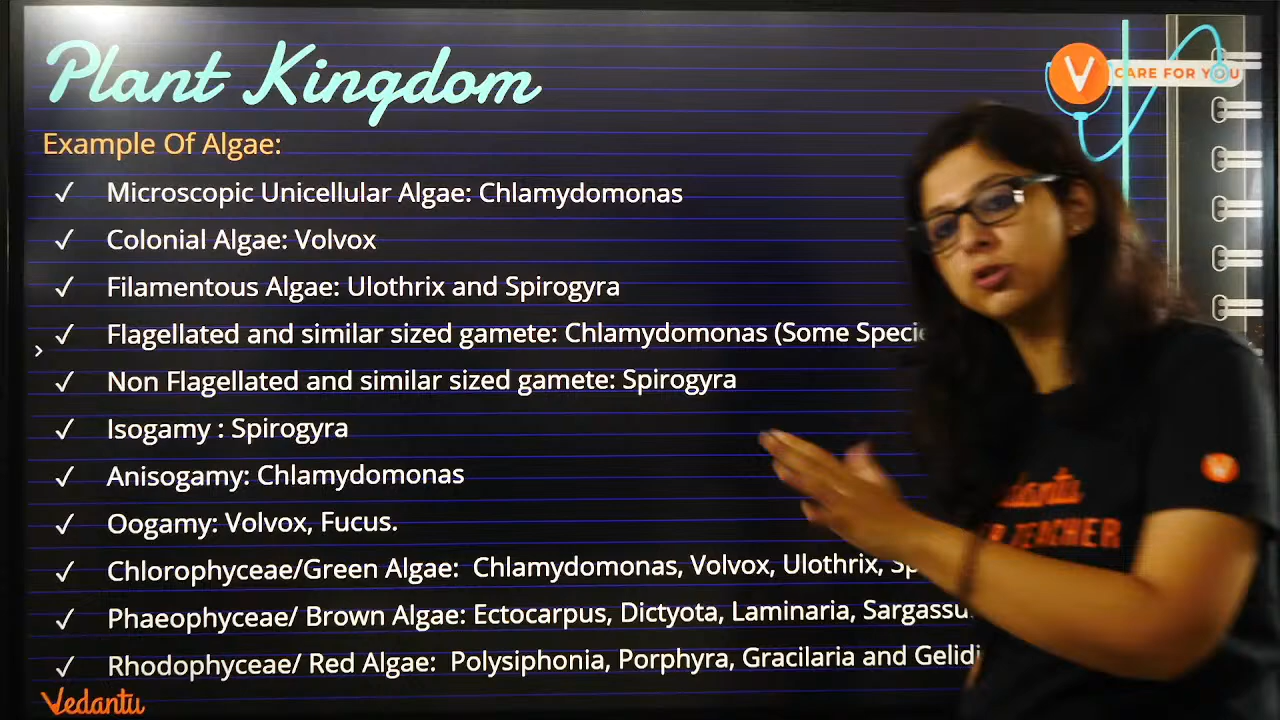 Plant Kingdom
CARE FOR YOU
Example Of Algae:
✓ Microscopic Unicellular Algae: Chlamydomonas
✓ Colonial Algae: Volvox
✓ Filamentous Algae: Ulothrix and Spirogyra
✓ Flagellated and similar sized gamete: Chlamydomonas (Some
✓ Non Flagellated and similar sized gamete: Spirogyra
✓ Isogamy : Spirogyra
✓ Anisogamy: Chlamydomonas
✓ Oogamy: Volvox, Fucus.
✓ Chlorophyceae/Green Algae: Chlamydomonas, Volvox, Ulothrix,
✓ Phaeophyceae/ Brown Algae: Ectocarpus, Dictyota, Laminaria,
✓ Rhodophyceae/ Red Algae: Polysiphonia, Porphyra, Gracilaria and
Vedantu
TEACHER